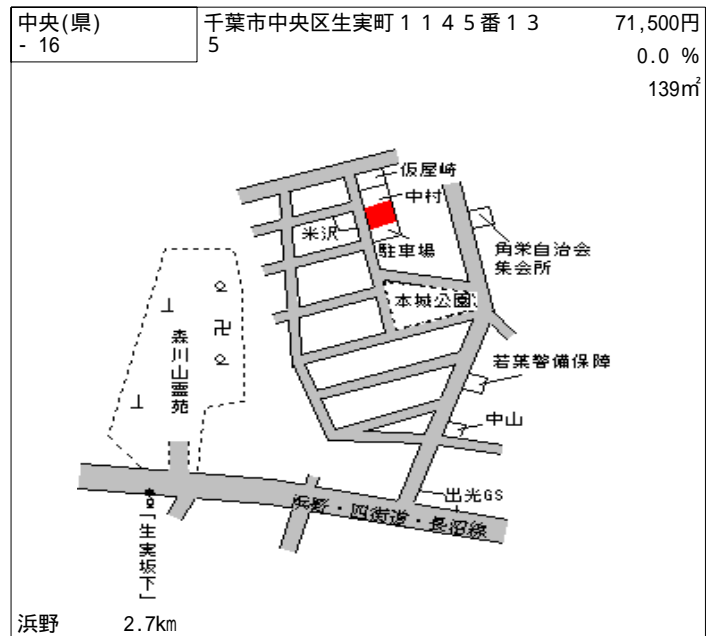 中央(県)
- 16
千葉市中央区生実町１１４５番１３
５
71,500円
0.0 %
139㎡
仮屋崎
中村
米沢
駐車場
角栄自治会
集会所
本城公園
森川山霊苑
卍
若葉警備保障
中山
出光GS
浜野・四街道・長沼線
「生実坂下」
浜野
2.7km